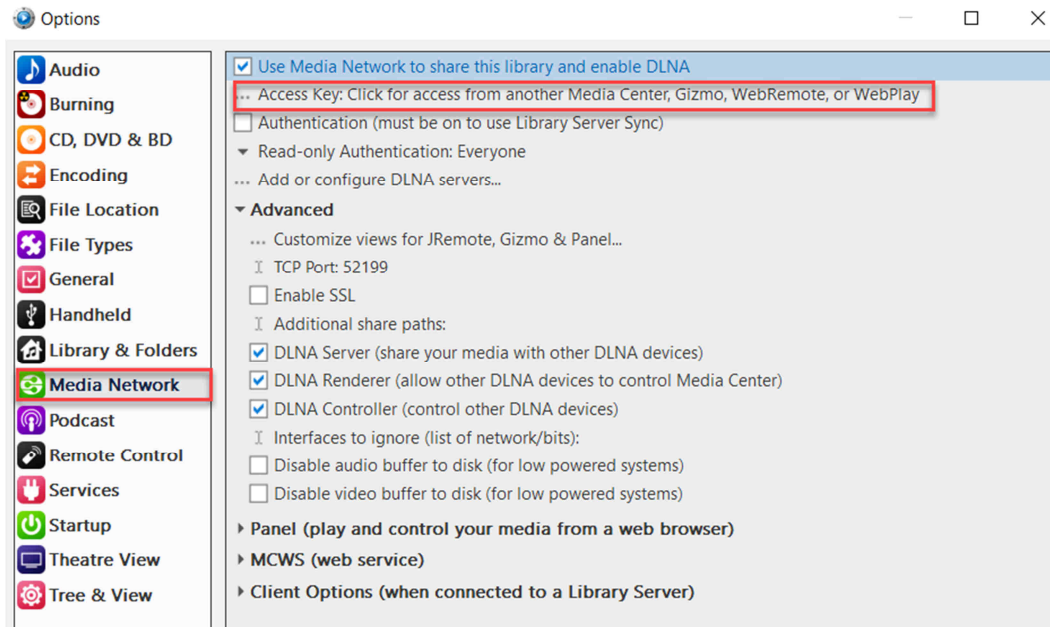 Options
Audio
Burning
CD, DVD & BD
Encoding
File Location
File Types
General
Handheld
Library & Folders
Media Network
Podcast
Remote Control
Services
Startup
Theatre View
Tree & View
Use Media Network to share this library and enable DLNA
... Access Key: Click for access from another Media Center, Gizmo, WebRemote, or WebPlay
Authentication (must be on to use Library Server Sync)
Read-only Authentication: Everyone
... Add or configure DLNA servers...
Advanced
... Customize views for JRemote, Gizmo & Panel...
TCP Port: 52199
Enable SSL
Additional share paths:
DLNA Server (share your media with other DLNA devices)
DLNA Renderer (allow other DLNA devices to control Media Center)
DLNA Controller (control other DLNA devices)
Interfaces to ignore (list of network/bits):
Disable audio buffer to disk (for low powered systems)
Disable video buffer to disk (for low powered systems)
Panel (play and control your media from a web browser)
MCWS (web service)
Client Options (when connected to a Library Server)